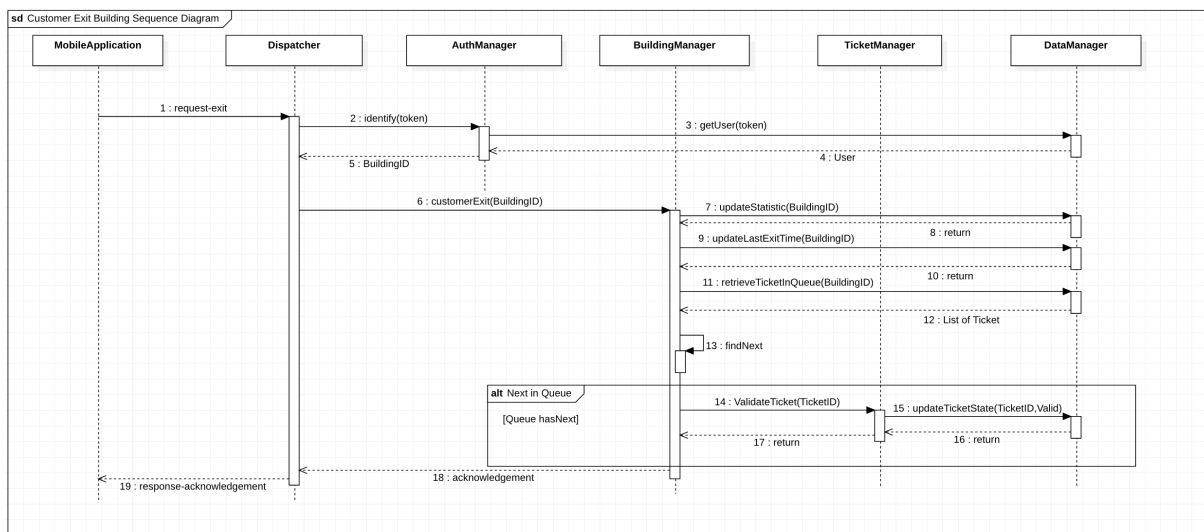 sd Customer Exit Building Sequence Diagram
MobileApplication
Dispatcher
AuthManager
BuildingManager
TicketManager
DataManager
1 : request-exit
2 : identify(token)
3 : getUser(token)
4 : User
5 : BuildingID
6 : customerExit(BuildingID)
7 : updateStatistic(BuildingID)
8 : return
9 : updateLastExitTime(BuildingID)
10 : return
11 : retrieveTicketInQueue(BuildingID)
12 : List of Ticket
13 : findNext
alt Next in Queue
[Queue hasNext]
14 : ValidateTicket(TicketID)
15 : updateTicketState(TicketID,Valid)
16 : return
17 : return
18 : acknowledgement
19 : response-acknowledgement